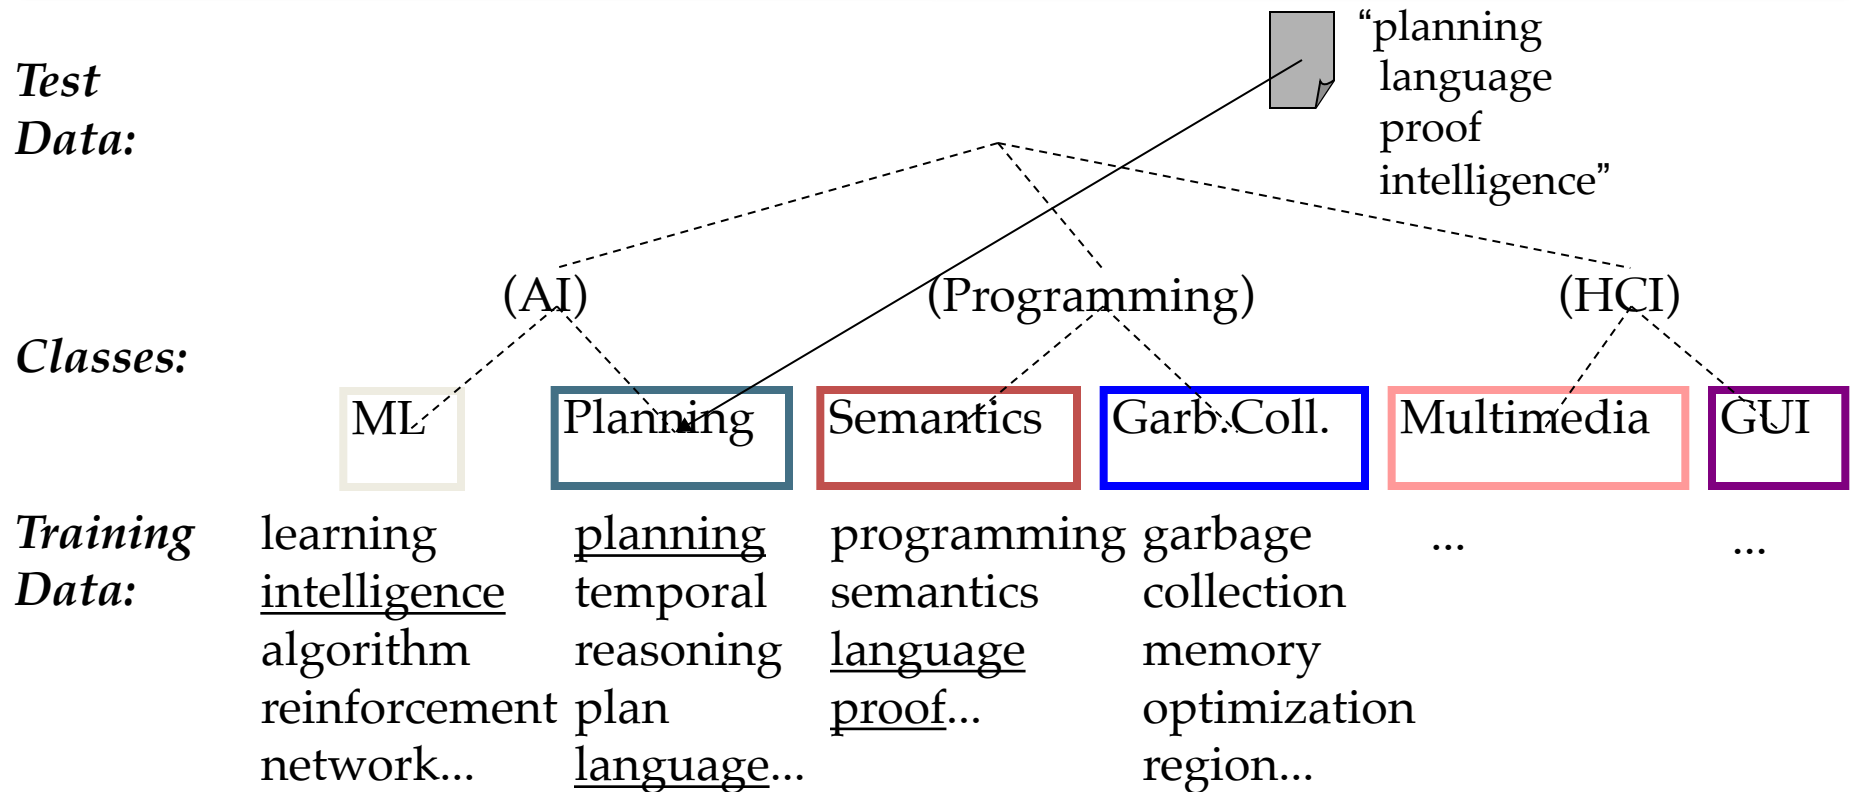 Test
Data:
“planning
language
proof
intelligence”
(AI)
(Programming)
(HCI)
Classes:
ML
Planning
Semantics
Garb.Coll.
Multimedia
GUI
Training
Data:
learning
intelligence
algorithm
reinforcement
network...
planning
temporal
reasoning
plan
language...
programming
semantics
language
proof...
garbage
collection
memory
optimization
region...
...
...